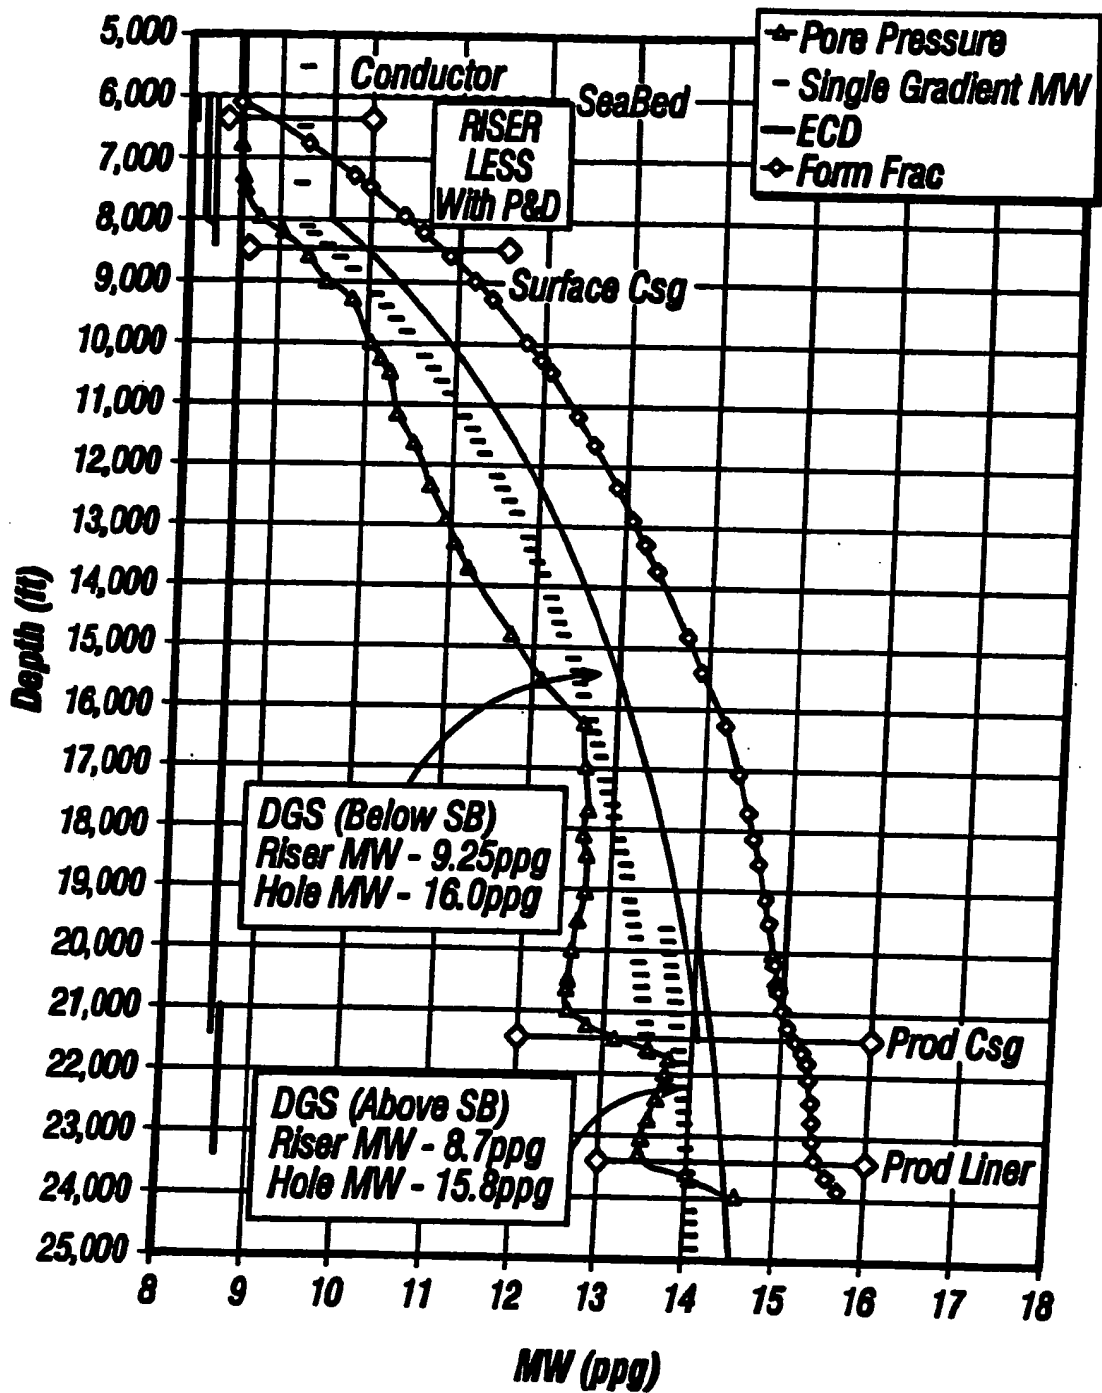 5,000
6,000
7,000
8,000
9,000
10,000
11,000
12,000
13,000
14,000
15,000
16,000
17,000
18,000
19,000
20,000
21,000
22,000
23,000
24,000
25,000
Depth (ft)
Pore Pressure
Single Gradient MW
ECD
Form Frac
Conductor
SeaBed
RISER
LESS
With P&D
Surface Csg
DGS (Below SB)
Riser MW - 9.25ppg
Hole MW - 16.0ppg
Prod Csg
DGS (Above SB)
Riser MW - 8.7ppg
Hole MW - 15.8ppg
Prod Liner
8 9 10 11 12 13 14 15 16 17 18
MW (ppg)